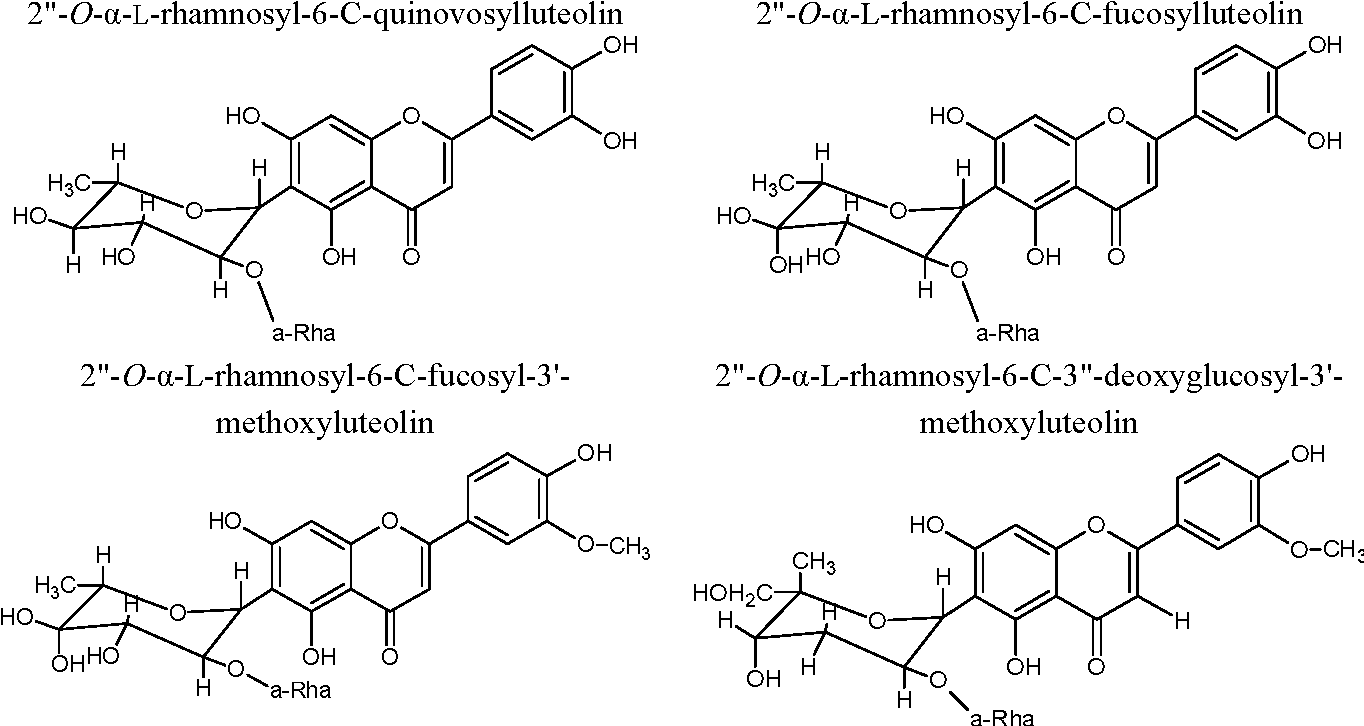 2"-O-α-L-rhamnosyl-6-C-quinovosylluteolin
OH
OH
HO
O
H
H
H3C
O
HO
H
HO
H
OH
O
H
O
a-Rha
2"-O-α-L-rhamnosyl-6-C-fucosylluteolin
OH
OH
HO
O
H
H
H3C
O
HO
H
OH
HO
OH
O
H
O
a-Rha
2"-O-α-L-rhamnosyl-6-C-fucosyl-3'-
methoxyluteolin
OH
O-CH3
HO
O
H
H
H3C
O
HO
H
OH
HO
OH
O
H
O
a-Rha
2"-O-α-L-rhamnosyl-6-C-3"-deoxyglucosyl-3'-
methoxyluteolin
OH
O-CH3
HO
O
CH3
H
HOH2C
O
H
H
H
OH
H
OH
O
H
O
a-Rha